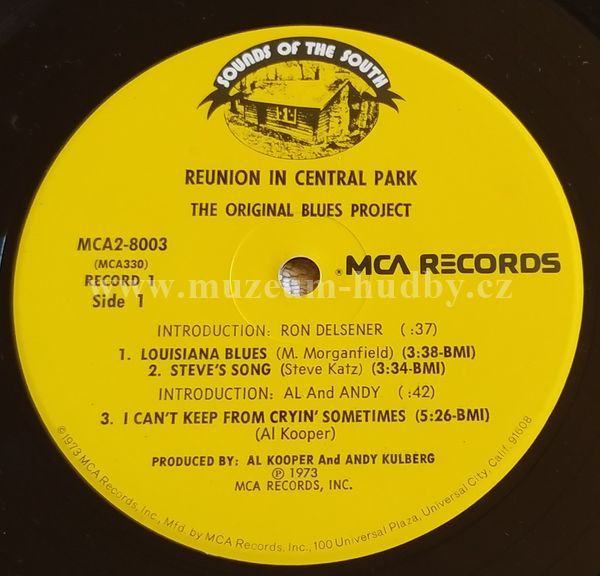 SOUNDS OF THE SOUTH
REUNION IN CENTRAL PARK
THE ORIGINAL BLUES PROJECT
MCA2-8003
(MCA330)
RECORD 1
Side 1
® MCA RECORDS
www.muzeum-hudby.cz
INTRODUCTION: RON DELSENER ( :37)
1. LOUISIANA BLUES (M. Morganfield) (3:38-BMI)
2. STEVE'S SONG (Steve Katz) (3:34-BMI)
INTRODUCTION: AL And ANDY ( :42)
3. I CAN'T KEEP FROM CRYIN' SOMETIMES (5:26-BMI)
(Al Kooper)
PRODUCED BY: AL KOOPER AND ANDY KULBERG
℗ 1973
MCA RECORDS, INC.
©1973 MCA Records, Inc., Mfd. by MCA Records, Inc., 100 Universal Plaza, Universal City, Calif. 91608